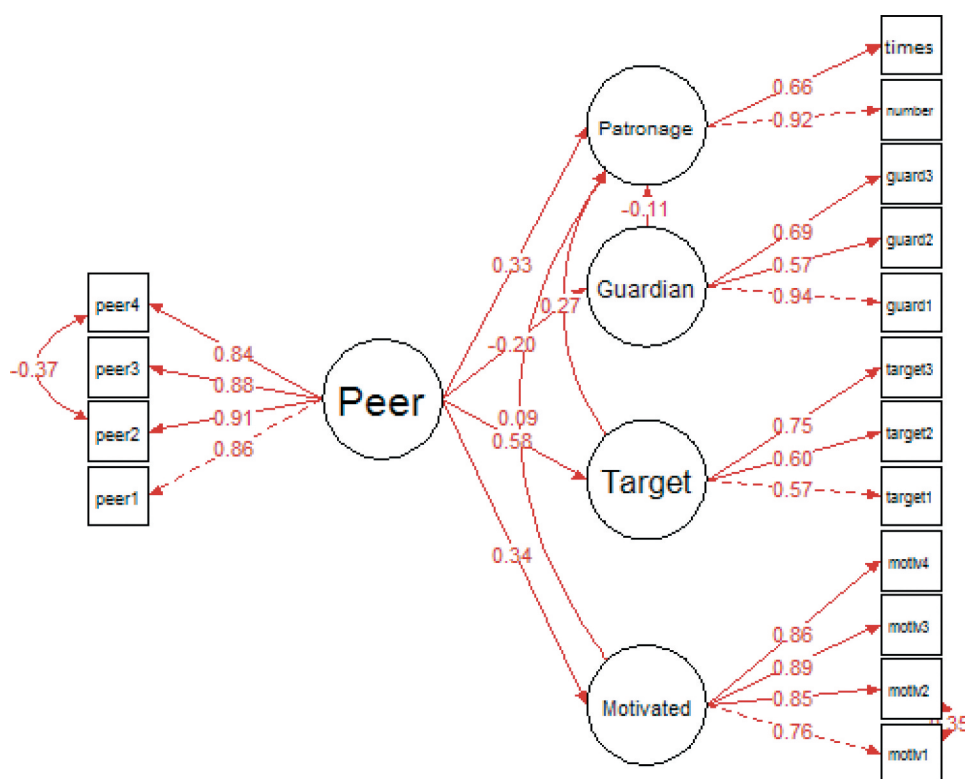 times
0.66
number
-0.92
Patronage
guard3
-0.11
0.69
guard2
0.33
0.57
Guardian
guard1
0.94
peer4
0.27
-0.20
0.84
peer3
-0.37
target3
0.88
Peer
peer2
0.91
0.09
0.75
target2
0.58
0.60
0.86
Target
0.57
target1
peer1
motiv4
0.34
0.86
motiv3
0.89
motiv2
0.85
Motivated
0.76
motiv1